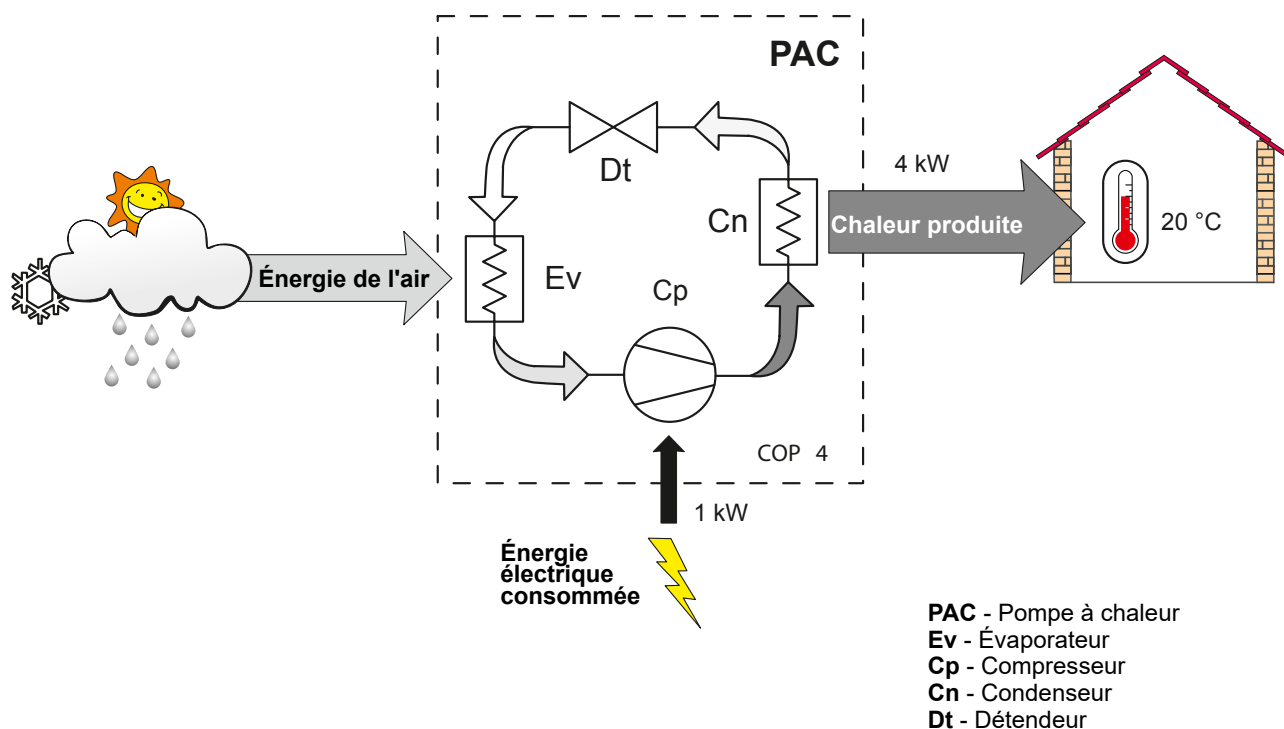 PAC
Dt
4 kW
Cn
Chaleur produite
20 °C
Énergie de l'air
Ev
Cp
COP 4
1 kW
Énergie
électrique
consommée
PAC - Pompe à chaleur
Ev - Évaporateur
Cp - Compresseur
Cn - Condenseur
Dt - Détendeur